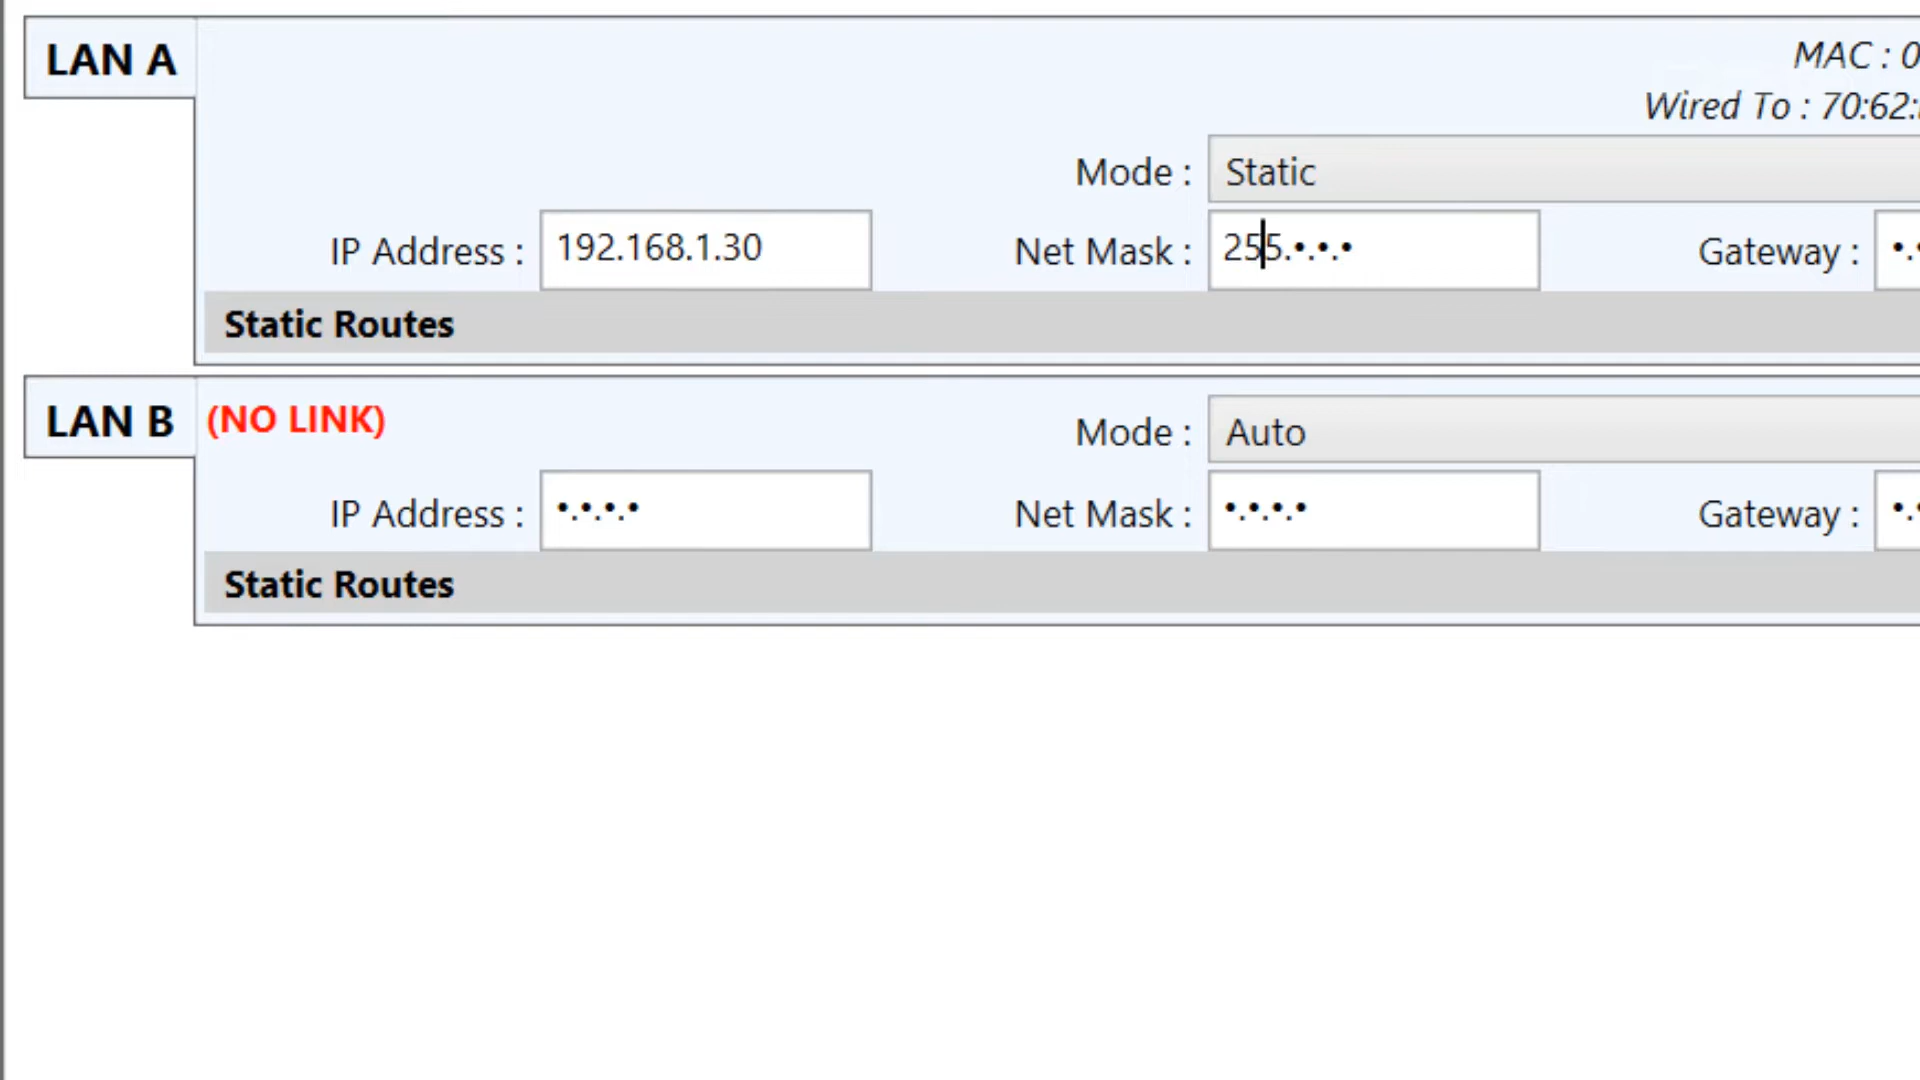 LAN A
MAC : 0
Wired To : 70:62:
Mode : Static
IP Address : 192.168.1.30 Net Mask : 255.•.•.• Gateway : •.•
Static Routes
LAN B (NO LINK) Mode : Auto
IP Address : •.•.•.• Net Mask : •.•.•.• Gateway : •.•
Static Routes